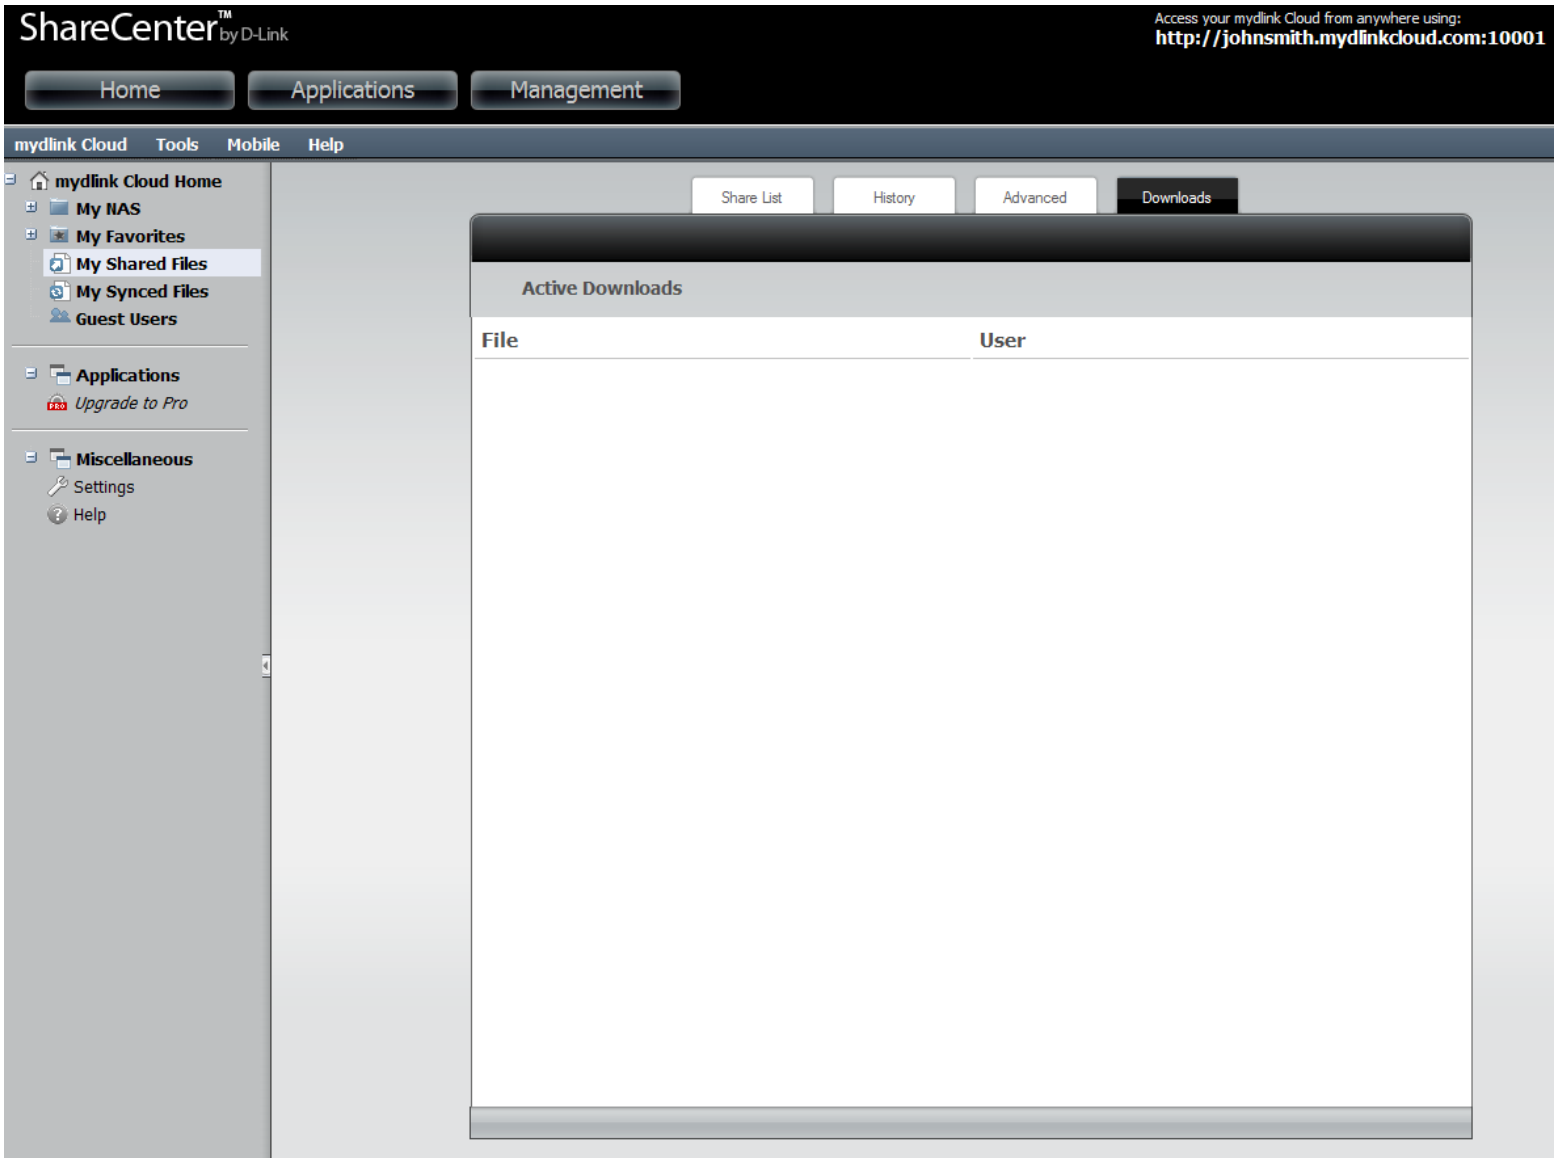 ShareCenter™ by D-Link
Access your mydlink Cloud from anywhere using:
http://johnsmith.mydlinkcloud.com:10001
Home
Applications
Management
mydlink Cloud
Tools
Mobile
Help
mydlink Cloud Home
My NAS
My Favorites
My Shared Files
My Synced Files
Guest Users
Applications
PRO
Upgrade to Pro
Miscellaneous
Settings
Help
Share List
History
Advanced
Downloads
Active Downloads
File
User